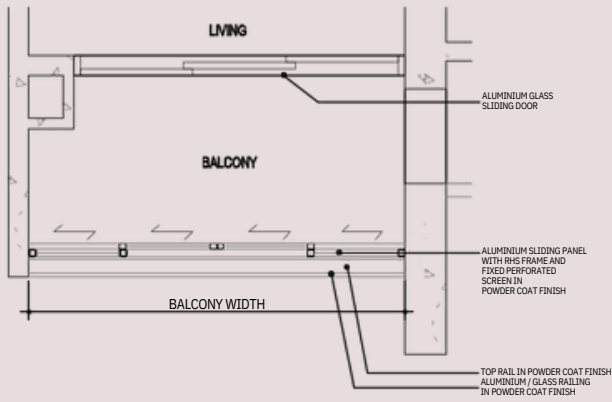 LIVING
ALUMINIUM GLASS
SLIDING DOOR
BALCONY
ALUMINIUM SLIDING PANEL
WITH RHS FRAME AND
FIXED PERFORATED
SCREEN IN
POWDER COAT FINISH
BALCONY WIDTH
TOP RAIL IN POWDER COAT FINISH
ALUMINIUM / GLASS RAILING
IN POWDER COAT FINISH